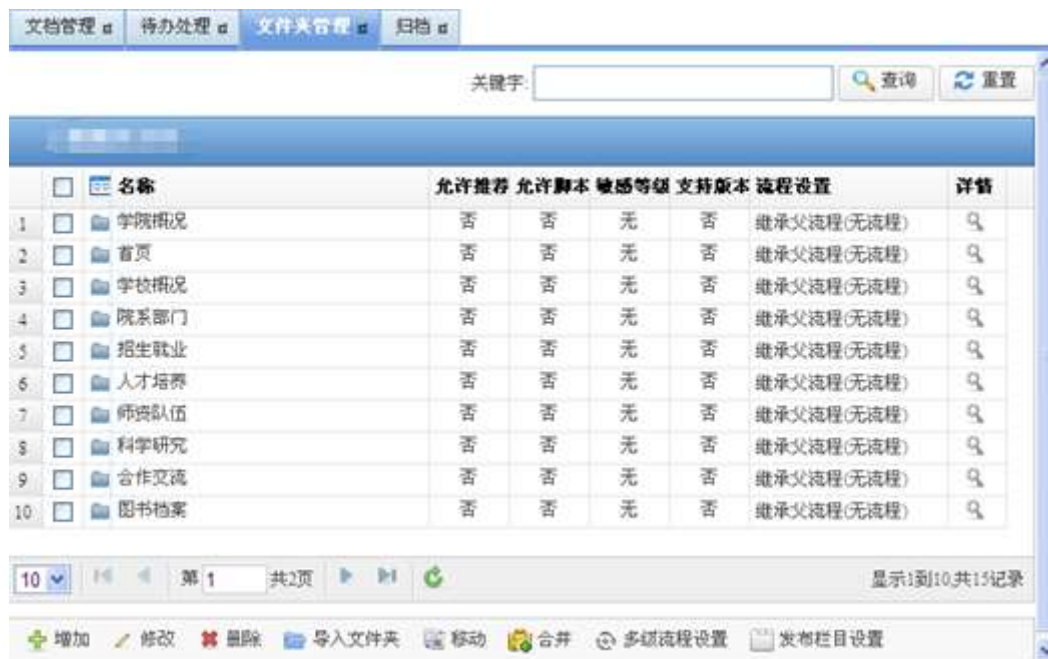 文档管理 待办处理 文件夹管理 归档
关键字: 查询 重置
名称 允许推荐 允许脚本 敏感等级 支持版本 流程设置 详情
1 学院概况 否 否 无 否 继承父流程(无流程)
2 首页 否 否 无 否 继承父流程(无流程)
3 学校概况 否 否 无 否 继承父流程(无流程)
4 院系部门 否 否 无 否 继承父流程(无流程)
5 招生就业 否 否 无 否 继承父流程(无流程)
6 人才培养 否 否 无 否 继承父流程(无流程)
7 师资队伍 否 否 无 否 继承父流程(无流程)
8 科学研究 否 否 无 否 继承父流程(无流程)
9 合作交流 否 否 无 否 继承父流程(无流程)
10 图书档案 否 否 无 否 继承父流程(无流程)
10 第 1 共2页 显示1到10,共15记录
增加 修改 删除 导入文件夹 移动 合并 多级流程设置 发布栏目设置